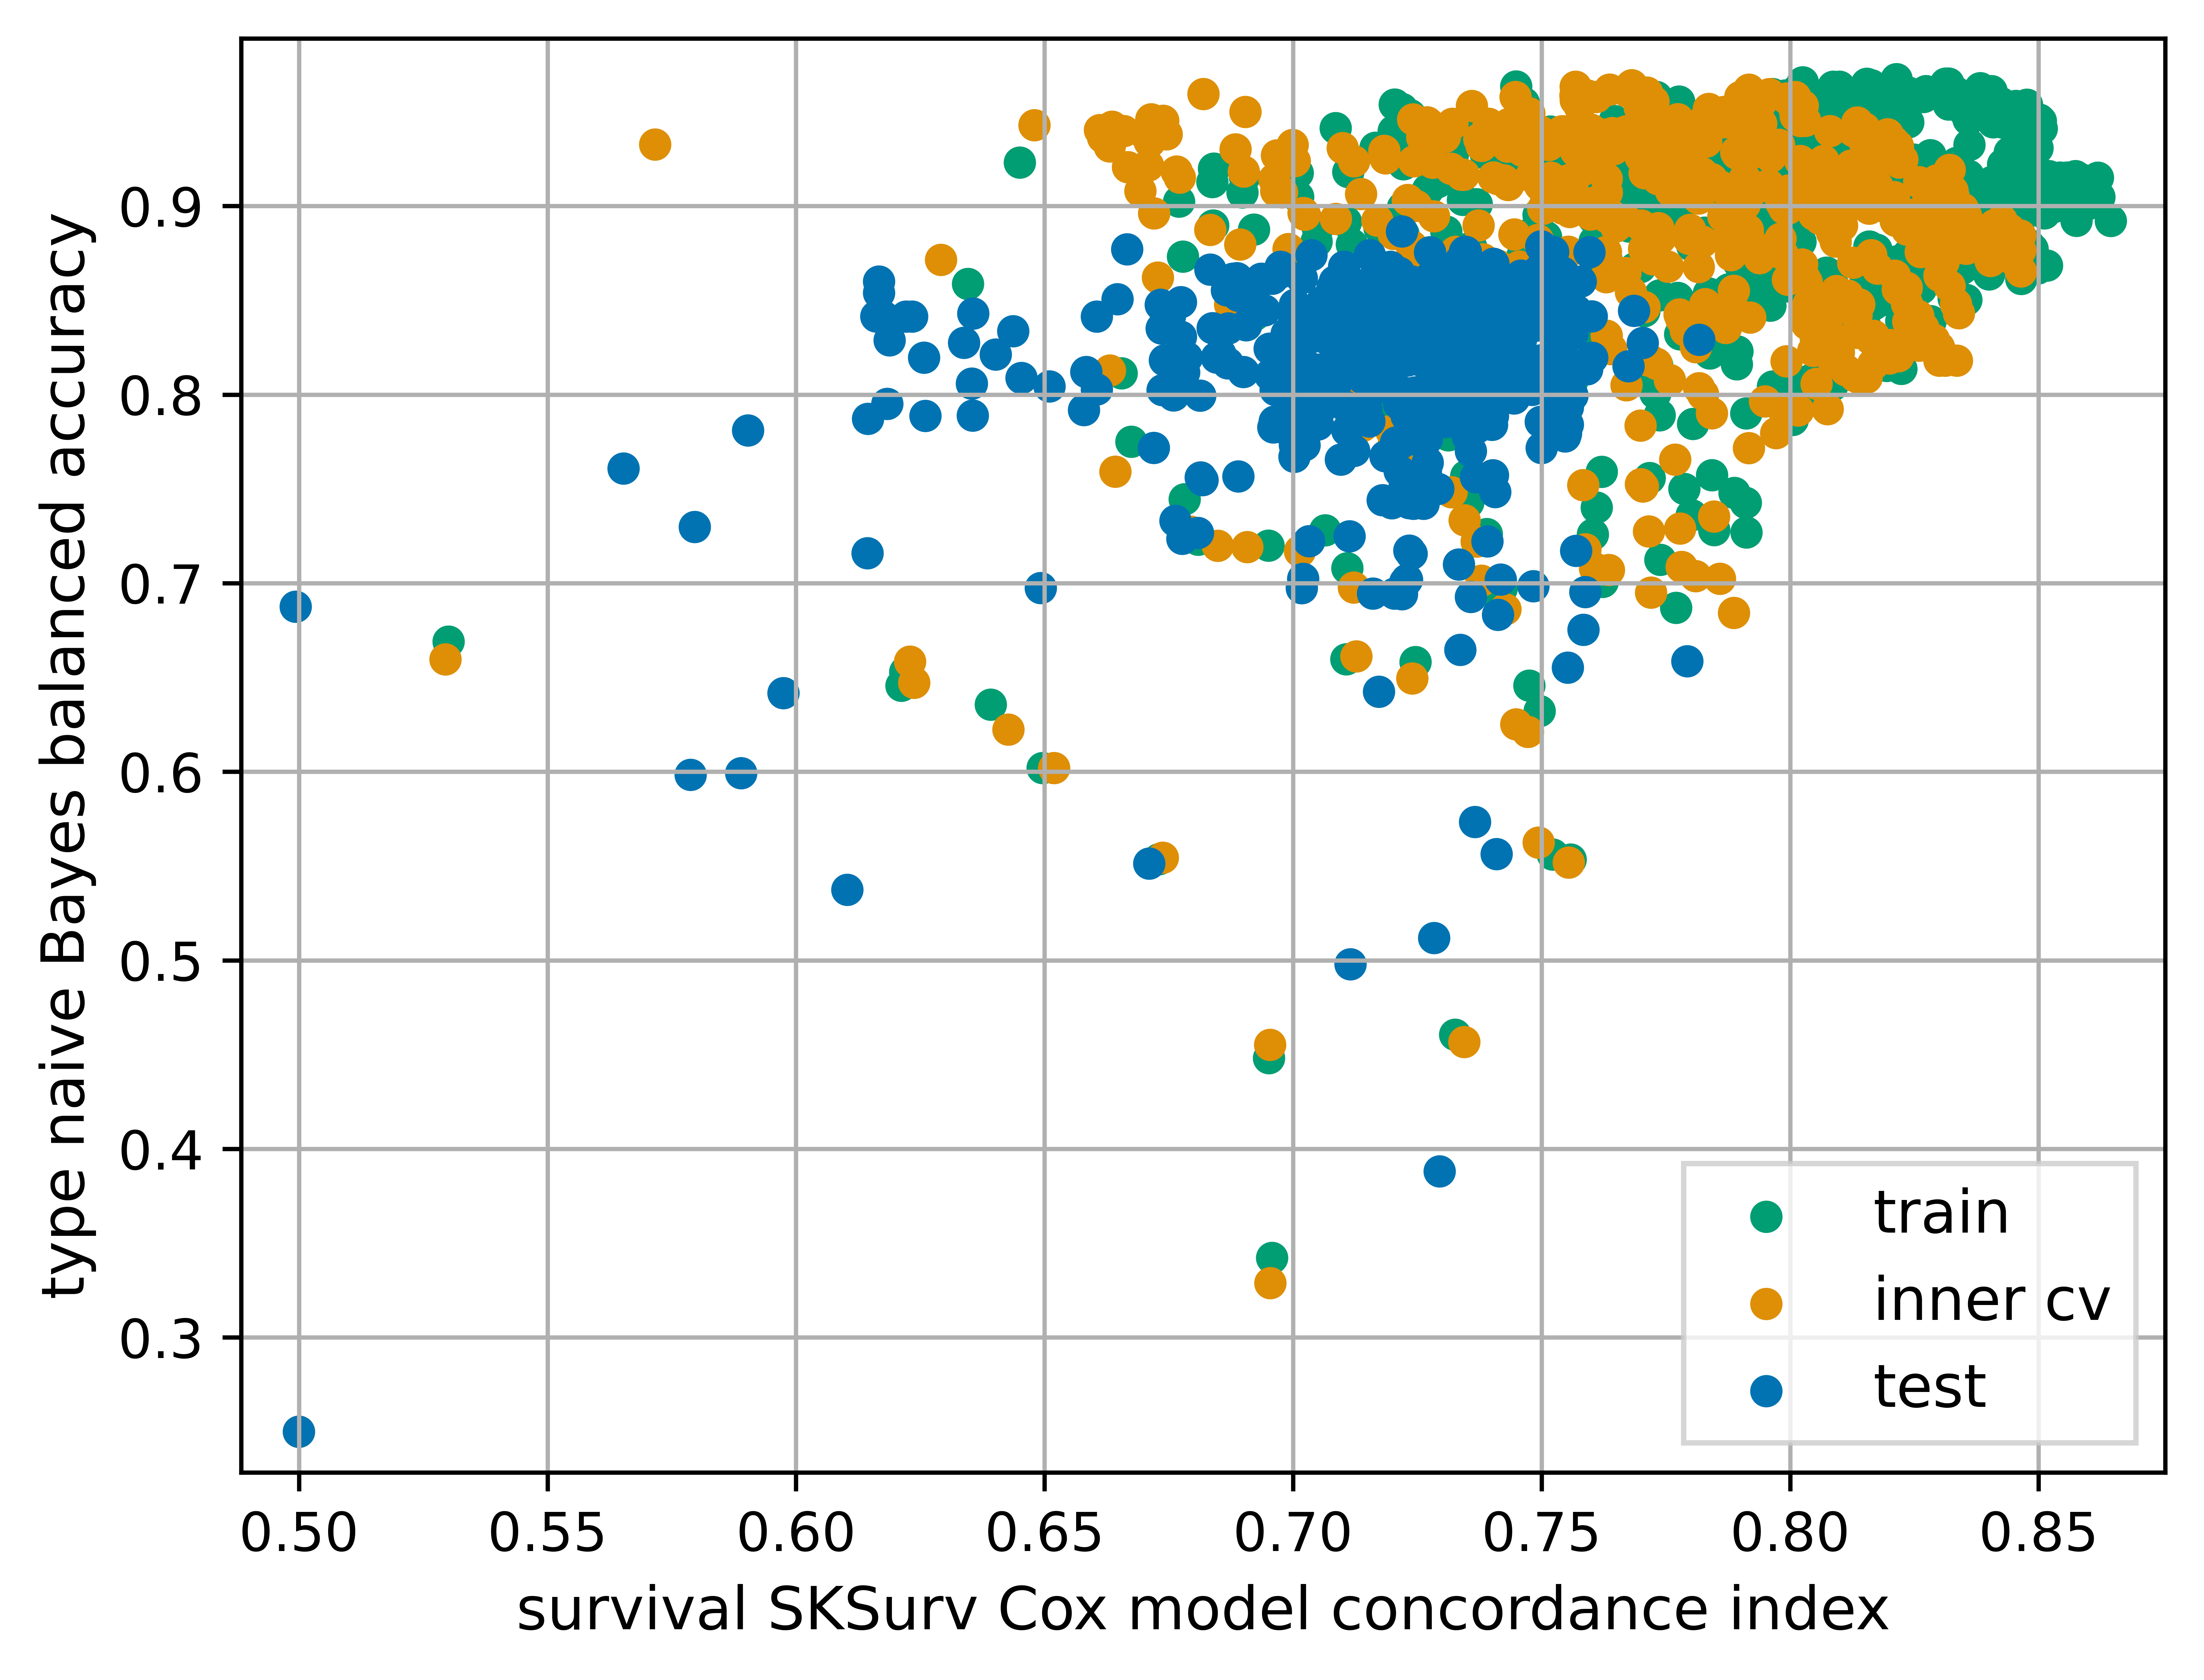 type naive Bayes balanced accuracy
0.9
0.8
0.7
0.6
0.5
0.4
0.3
train
inner cv
test
0.50 0.55 0.60 0.65 0.70 0.75 0.80 0.85
survival SKSurv Cox model concordance index